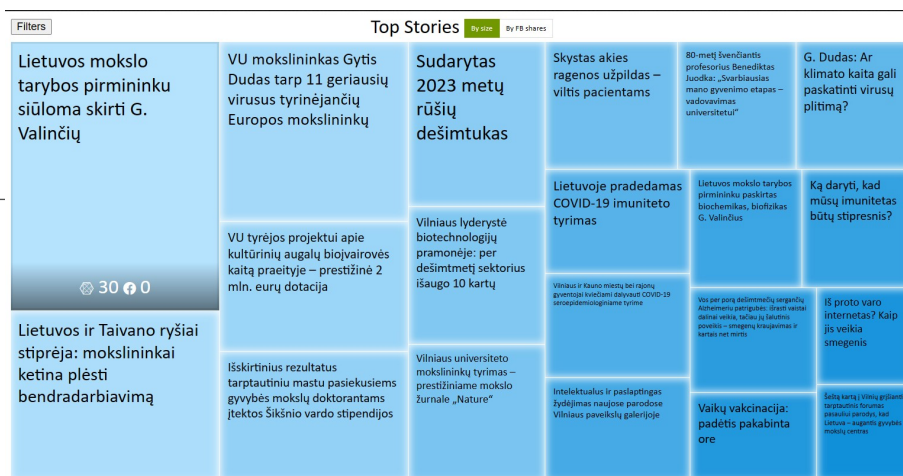 Filters
Top Stories
By size
By FB shares
Lietuvos mokslo
tarybos pirmininku
siūloma skirti G.
Valinčių
30
0
Lietuvos ir Taivano ryšiai
stiprėja: mokslininkai
ketina plėsti
bendradarbiavimą
VU mokslininkas Gytis
Dudas tarp 11 geriausių
virusus tyrinėjančių
Europos mokslininkų
VU tyrėjos projektui apie
kultūrinių augalų biojvairovės
kaitą praeityje – prestižinė 2
mln. eurų dotacija
Išskirtinius rezultatus
tarptautiniu mastu pasiekusiems
gyvybės mokslų doktorantams
įtektos Šikšnio vardo stipendijos
Sudarytas
2023 metų
rūšių
dešimtukas
Vilniaus lyderystė
biotechnologijų
pramonėje: per
dešimtmetį sektorius
išaugo 10 kartų
Vilniaus universiteto
mokslininkų tyrimas –
prestižiniame mokslo
žurnale „Nature“
Skystas akies
ragenos užpildas –
viltis pacientams
80-metį švenčiantis
profesorius Benediktas
Juodka: „Svarbiausias
mano gyvenimo etapas –
vadovavimas
universitetui“
G. Dudas: Ar
klimato kaita gali
paskatinti virusų
plitimą?
Lietuvoje pradedamas
COVID-19 imuniteto
tyrimas
Lietuvos mokslo tarybos
pirmininku paskirtas
biochemikas, biofizikas
G. Valinčius
Ką daryti, kad
mūsų imunitetas
būtų stipresnis?
Vilniaus ir Kauno miestų bei rajonų
gyventojai kviečiami dalyvauti COVID-19
seroepidemiologiniame tyrime
Vos per porą dešimtmečių sergančių
Alzheimeriu patrigubės: išrasti vaistai
dalinai veikia, tačiau jų šalutinis
poveikis – smegenų kraujavimas ir
kartais net mirtis
Iš proto varo
internetas? Kaip
jis veikia
smegenis
Intelektualus ir paslaptingas
žydėjimas naujose parodose
Vilniaus paveikslų galerijoje
Vaikų vakcinacija:
padėtis pakabinta
ore
Šeštą kartą į Vilnių grįžtanti
tarptautinis forumas
pasauliui parodys, kad
Lietuva – augantis gyvybės
mokslų centras